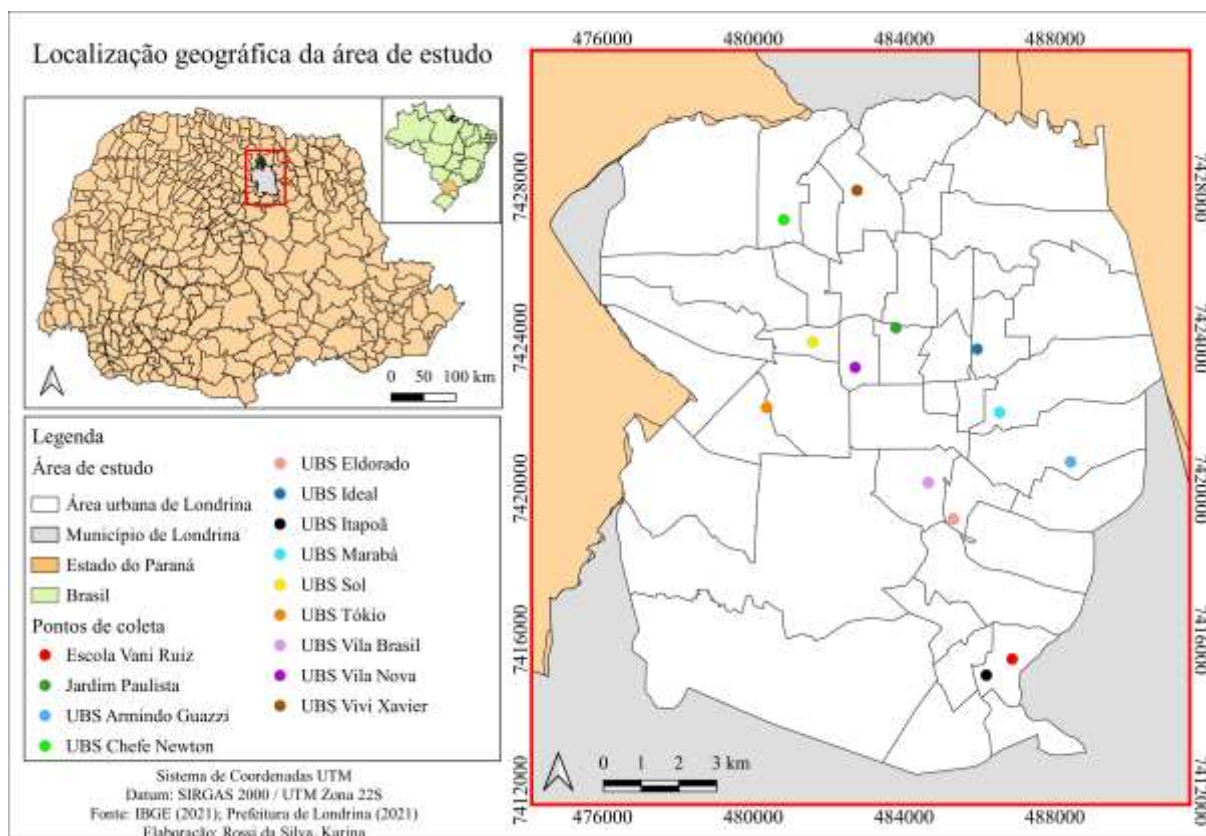 Localização geográfica da área de estudo
0 50 100 km
Legenda
Área de estudo
Área urbana de Londrina
Município de Londrina
Estado do Paraná
Brasil
Pontos de coleta
Escola Vani Ruiz
Jardim Paulista
UBS Armindo Guazzi
UBS Chefe Newton
UBS Eldorado
UBS Ideal
UBS Itapoã
UBS Marabá
UBS Sol
UBS Tókio
UBS Vila Brasil
UBS Vila Nova
UBS Vivi Xavier
Sistema de Coordenadas UTM
Datum: SIRGAS 2000 / UTM Zona 22S
Fonte: IBGE (2021); Prefeitura de Londrina (2021)
Elaboração: Rossi da Silva, Karina
476000 480000 484000 488000
7428000
7424000
7420000
7416000
7412000
7428000
7424000
7420000
7416000
7412000
0 1 2 3 km
476000 480000 484000 488000